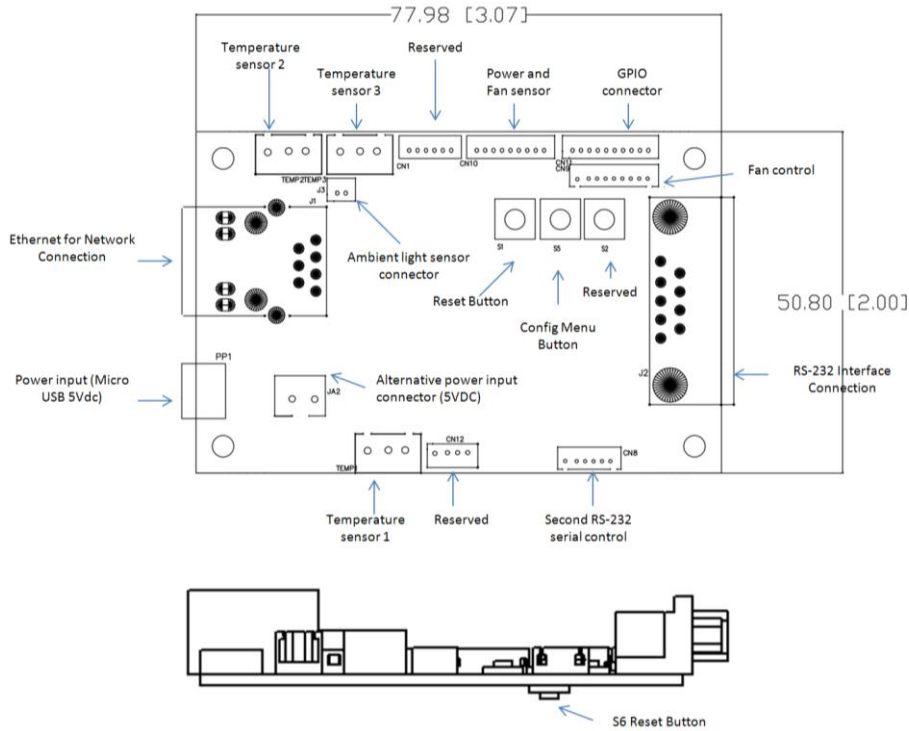 77.98 [3.07]
Temperature
sensor 2
Temperature
sensor 3
Reserved
Power and
Fan sensor
GPIO
connector
CN1
CN10
CN9
TEMP2TEMP3
J3
J1
Fan control
Ethernet for Network
Connection
Ambient light sensor
connector
S1
S5
S2
Reset Button
Config Menu
Button
Reserved
50.80 [2.00]
PP1
Power input (Micro
USB 5Vdc)
JA2
Alternative power input
connector (5VDC)
J2
RS-232 Interface
Connection
TEMP1
CN12
CN8
Temperature
sensor 1
Reserved
Second RS-232
serial control
S6 Reset Button